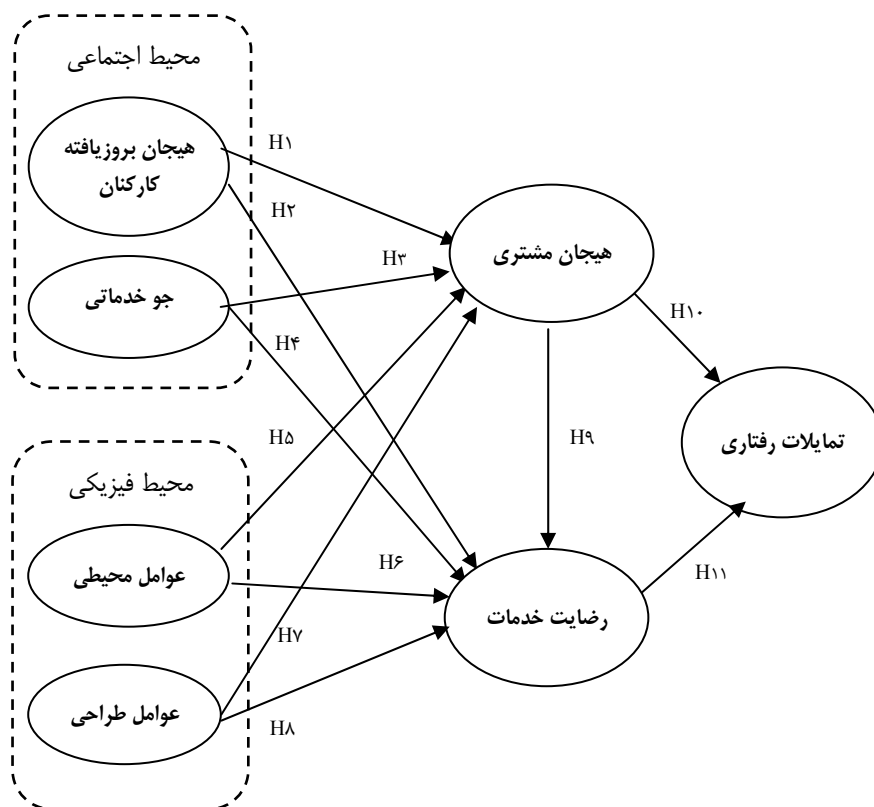 محیط اجتماعی
هیجان بروزیافته
کارکنان
جو خدماتی
محیط فیزیکی
عوامل محیطی
عوامل طراحی
H۱
H۲
H۳
H۴
H۵
H۶
H۷
H۸
هیجان مشتری
H۹
رضایت خدمات
H۱۰
H۱۱
تمایلات رفتاری